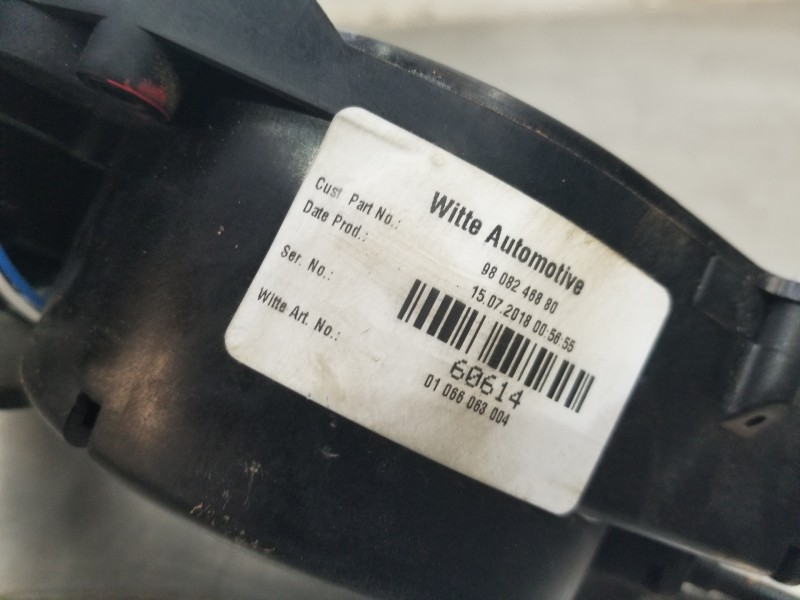 Witte Automotive
Cust Part No.: 98 082 468 80
Date Prod.: 15.07.2018 00:56:55
Ser. No.:
60614
Witte Art. No.: 01 066 063 004